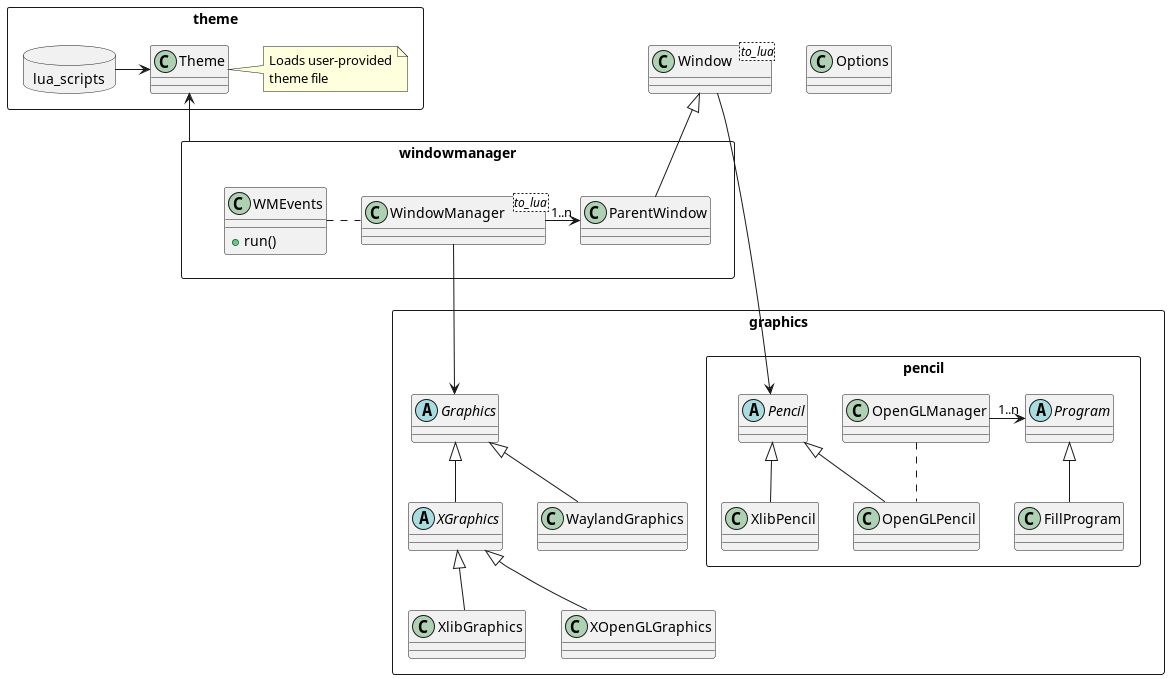 theme
lua_scripts
C Theme
Loads user-provided
theme file
C Window
to_lua
C Options
windowmanager
C WMEvents
run()
C WindowManager
to_lua
1..n
C ParentWindow
graphics
pencil
A Graphics
A Pencil
C OpenGLManager
1..n
A Program
A XGraphics
C WaylandGraphics
C XlibPencil
C OpenGLPencil
C FillProgram
C XlibGraphics
C XOpenGLGraphics